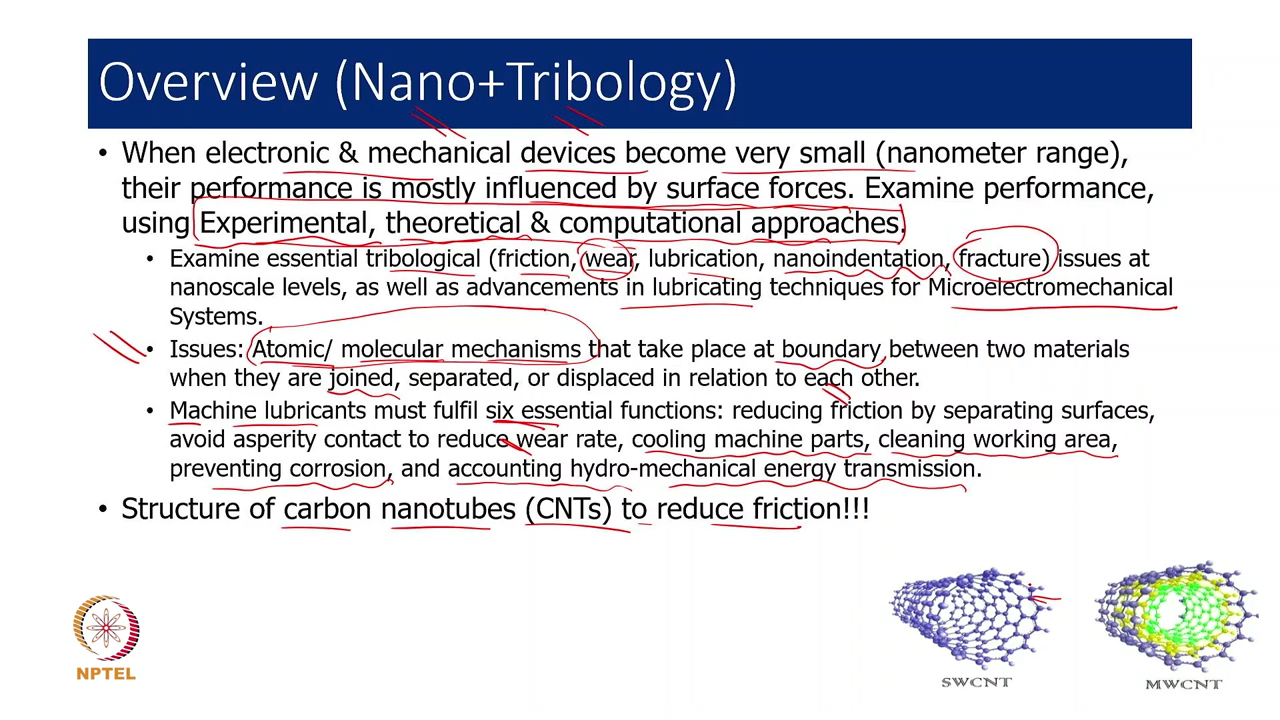 Overview (Nano+Tribology)
• When electronic & mechanical devices become very small (nanometer range),
their performance is mostly influenced by surface forces. Examine performance,
using Experimental, theoretical & computational approaches.
• Examine essential tribological (friction, wear, lubrication, nanoindentation, fracture) issues at
nanoscale levels, as well as advancements in lubricating techniques for Microelectromechanical
Systems.
• Issues: Atomic/ molecular mechanisms that take place at boundary between two materials
when they are joined, separated, or displaced in relation to each other.
• Machine lubricants must fulfil six essential functions: reducing friction by separating surfaces,
avoid asperity contact to reduce wear rate, cooling machine parts, cleaning working area,
preventing corrosion, and accounting hydro-mechanical energy transmission.
• Structure of carbon nanotubes (CNTs) to reduce friction!!!
NPTEL
SWCNT
MWCNT